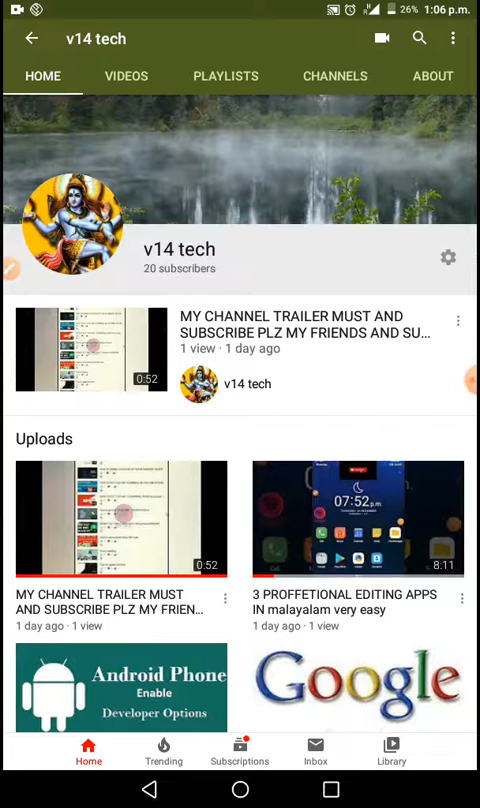 26% 1:06 p.m.
v14 tech
HOME VIDEOS PLAYLISTS CHANNELS ABOUT
v14 tech
20 subscribers
MY CHANNEL TRAILER MUST AND
SUBSCRIBE PLZ MY FRIENDS AND SU...
1 view · 1 day ago
0:52
v14 tech
Uploads
07:52p.m
0:52
8:11
MY CHANNEL TRAILER MUST
AND SUBSCRIBE PLZ MY FRIEN...
1 day ago · 1 view
3 PROFFETIONAL EDITING APPS
IN malayalam very easy
1 day ago · 1 view
Android Phone
Enable
Developer Options
Google
Home Trending Subscriptions Inbox Library